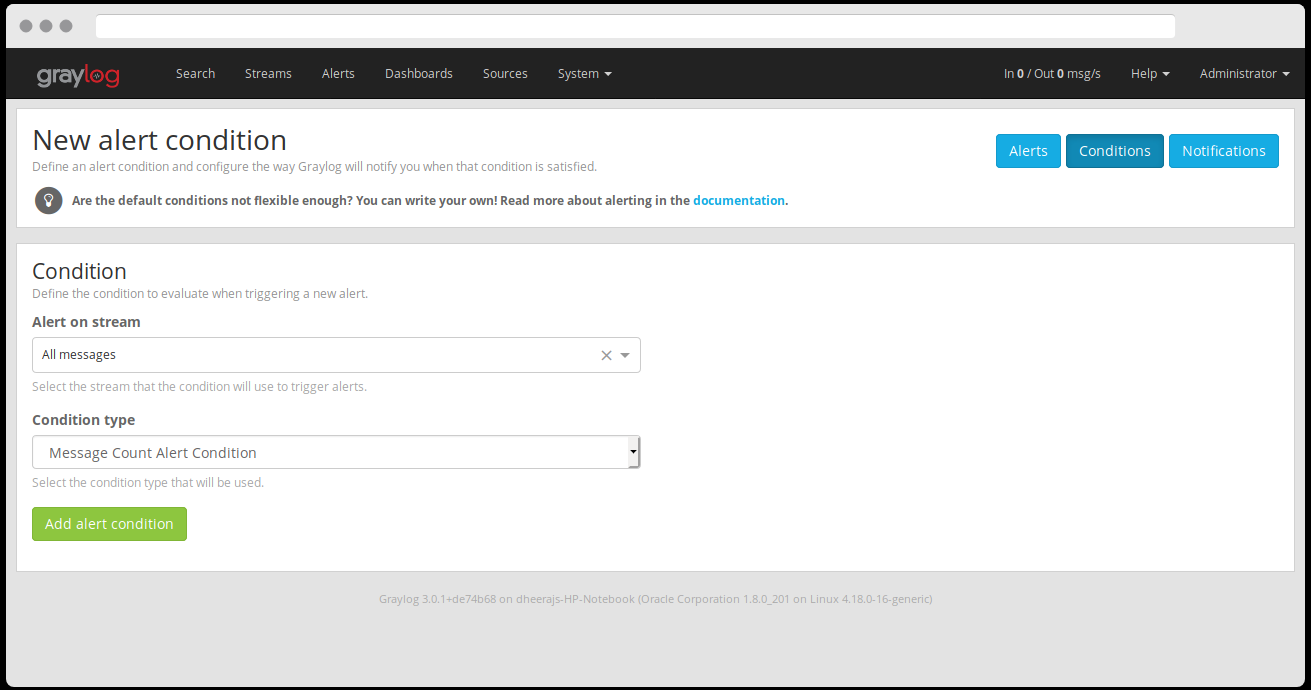 graylog
Search Streams Alerts Dashboards Sources System In 0 / Out 0 msg/s Help Administrator
New alert condition
Define an alert condition and configure the way Graylog will notify you when that condition is satisfied.
Alerts Conditions Notifications
Are the default conditions not flexible enough? You can write your own! Read more about alerting in the documentation.
Condition
Define the condition to evaluate when triggering a new alert.
Alert on stream
All messages
Select the stream that the condition will use to trigger alerts.
Condition type
Message Count Alert Condition
Select the condition type that will be used.
Add alert condition
Graylog 3.0.1+de74b68 on dheerajs-HP-Notebook (Oracle Corporation 1.8.0_201 on Linux 4.18.0-16-generic)